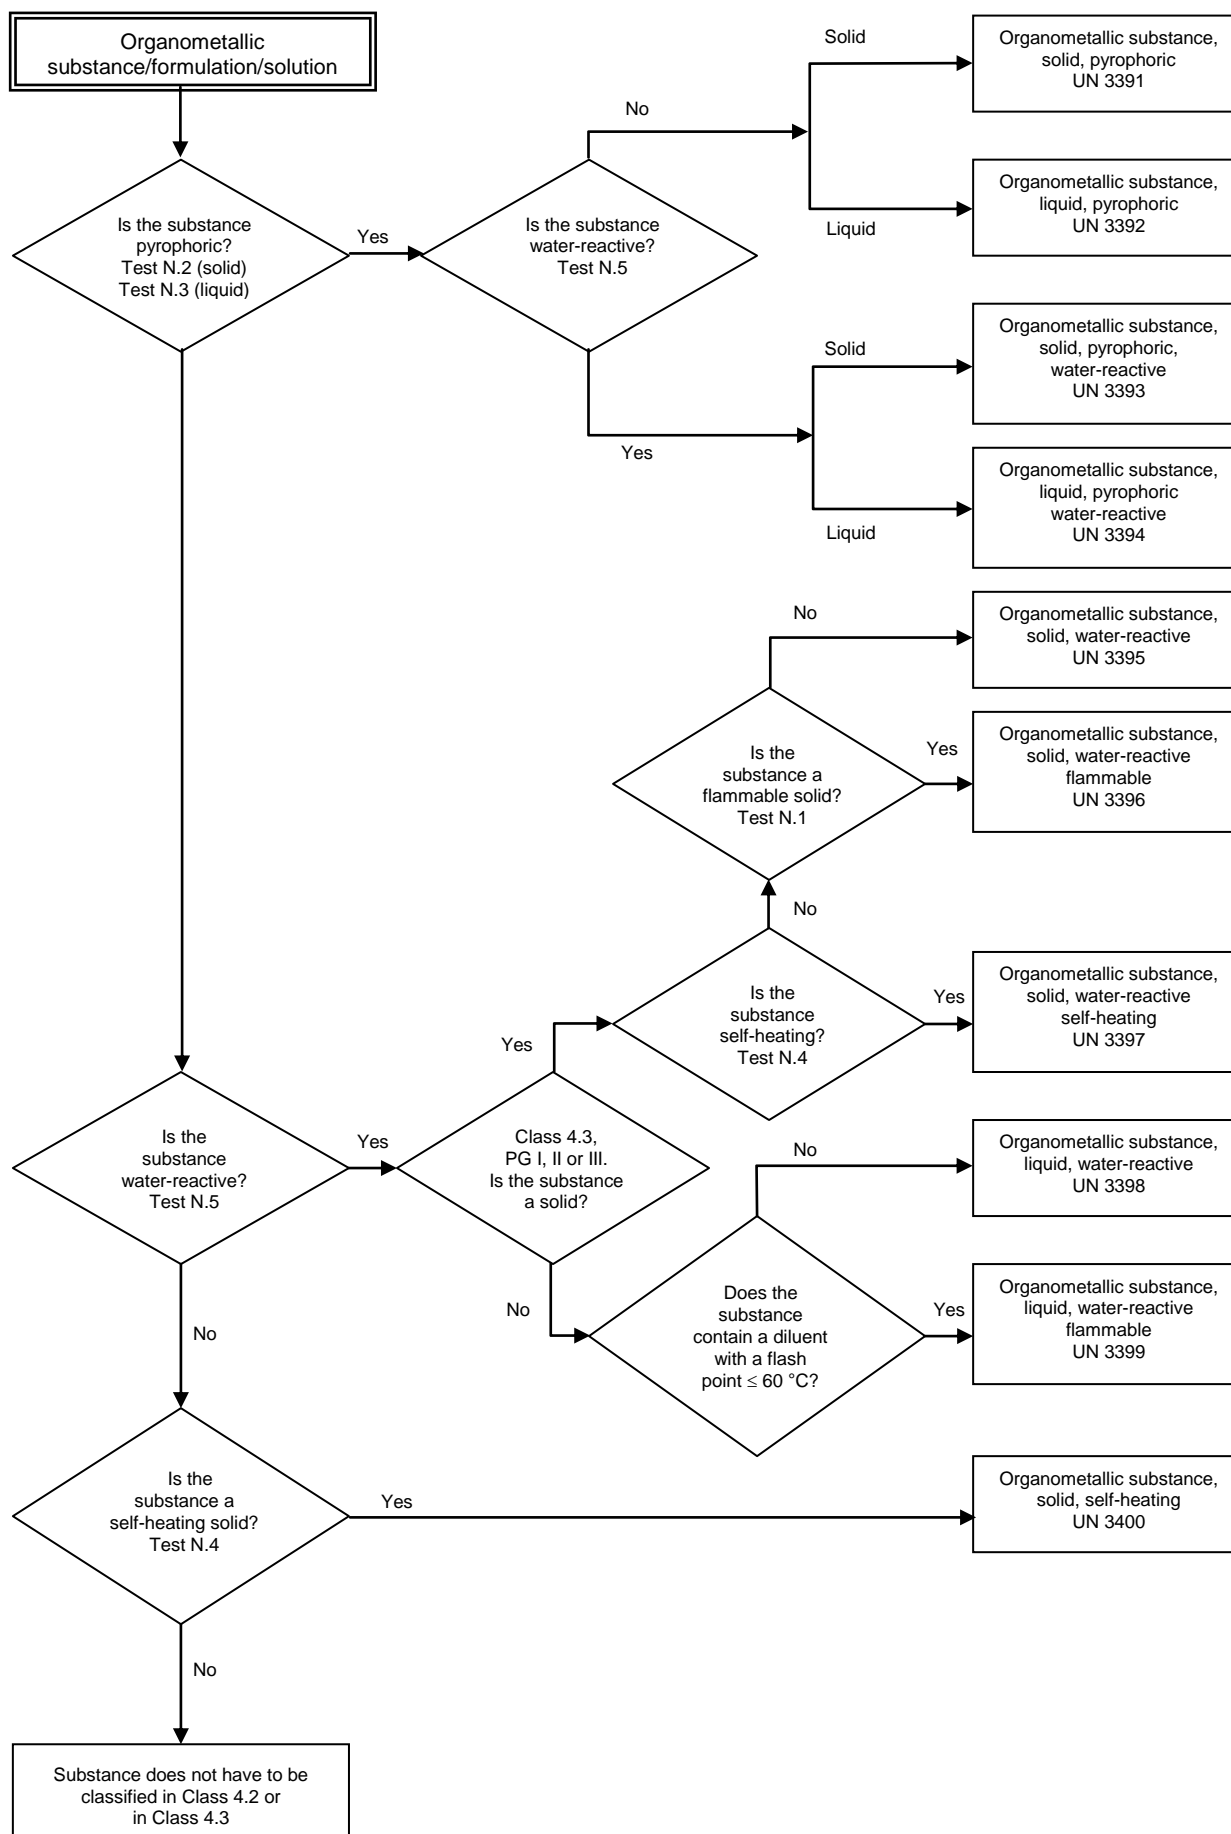 Organometallic
substance/formulation/solution
Solid
Organometallic substance,
solid, pyrophoric
UN 3391
No
Is the substance
pyrophoric?
Test N.2 (solid)
Test N.3 (liquid)
Yes
Is the substance
water-reactive?
Test N.5
Organometallic substance,
liquid, pyrophoric
UN 3392
Liquid
Solid
Organometallic substance,
solid, pyrophoric,
water-reactive
UN 3393
Yes
Organometallic substance,
liquid, pyrophoric
water-reactive
UN 3394
Liquid
No
Organometallic substance,
solid, water-reactive
UN 3395
Is the
substance a
flammable solid?
Test N.1
Yes
Organometallic substance,
solid, water-reactive
flammable
UN 3396
No
Is the
substance
self-heating?
Test N.4
Yes
Organometallic substance,
solid, water-reactive
self-heating
UN 3397
Yes
Is the
substance
water-reactive?
Test N.5
Yes
Class 4.3,
PG I, II or III.
Is the substance
a solid?
No
Organometallic substance,
liquid, water-reactive
UN 3398
No
Does the
substance
contain a diluent
with a flash
point ≤ 60 °C?
Yes
Organometallic substance,
liquid, water-reactive
flammable
UN 3399
No
Is the
substance a
self-heating solid?
Test N.4
Yes
Organometallic substance,
solid, self-heating
UN 3400
No
Substance does not have to be
classified in Class 4.2 or
in Class 4.3